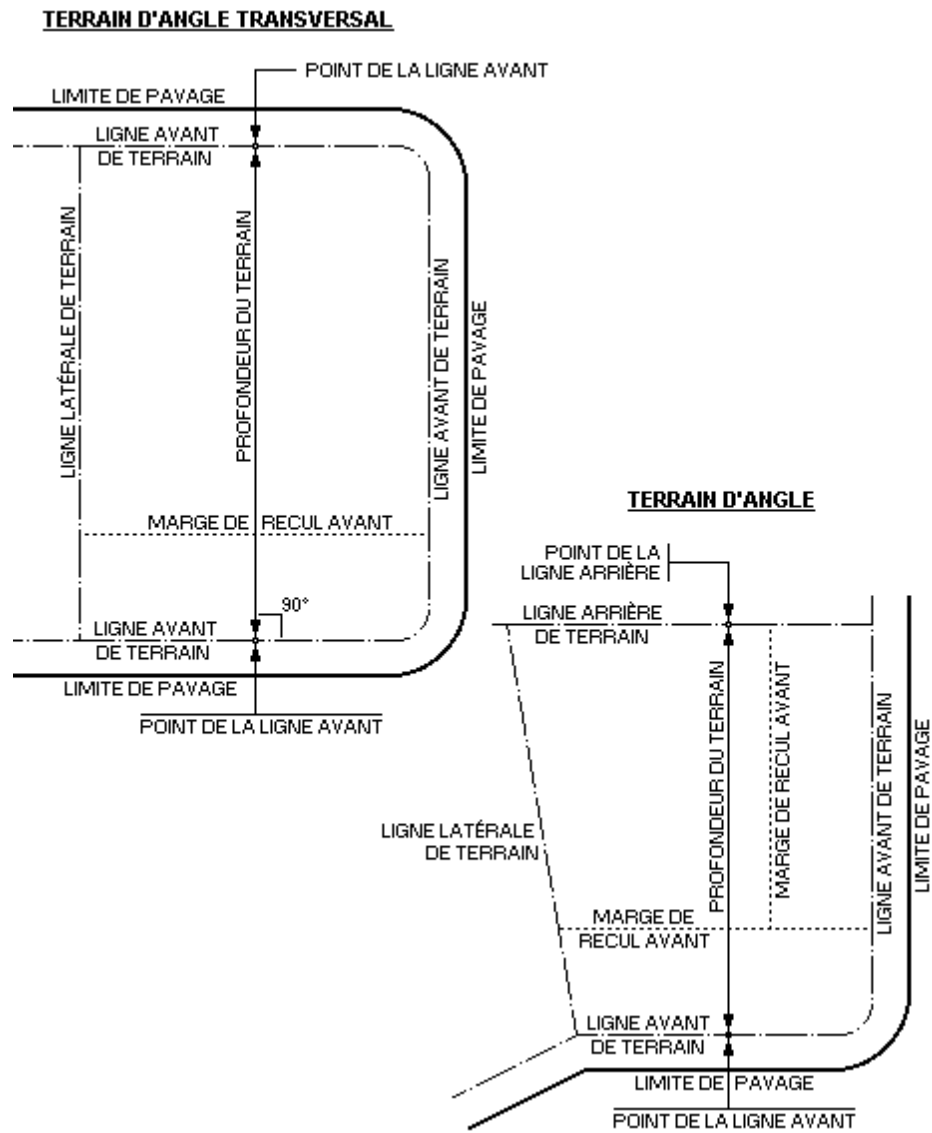 TERRAIN D'ANGLE TRANSVERSAL
POINT DE LA LIGNE AVANT
LIMITE DE PAVAGE
LIGNE AVANT
DE TERRAIN
LIGNE LATÉRALE DE TERRAIN
PROFONDEUR DU TERRAIN
LIGNE AVANT DE TERRAIN
LIMITE DE PAVAGE
MARGE DE RECUL AVANT
90°
LIGNE AVANT
DE TERRAIN
LIMITE DE PAVAGE
POINT DE LA LIGNE AVANT
TERRAIN D'ANGLE
POINT DE LA
LIGNE ARRIÈRE
LIGNE ARRIÈRE
DE TERRAIN
LIGNE LATÉRALE
DE TERRAIN
PROFONDEUR DU TERRAIN
MARGE DE RECUL AVANT
LIGNE AVANT DE TERRAIN
LIMITE DE PAVAGE
MARGE DE
RECUL AVANT
LIGNE AVANT
DE TERRAIN
LIMITE DE PAVAGE
POINT DE LA LIGNE AVANT